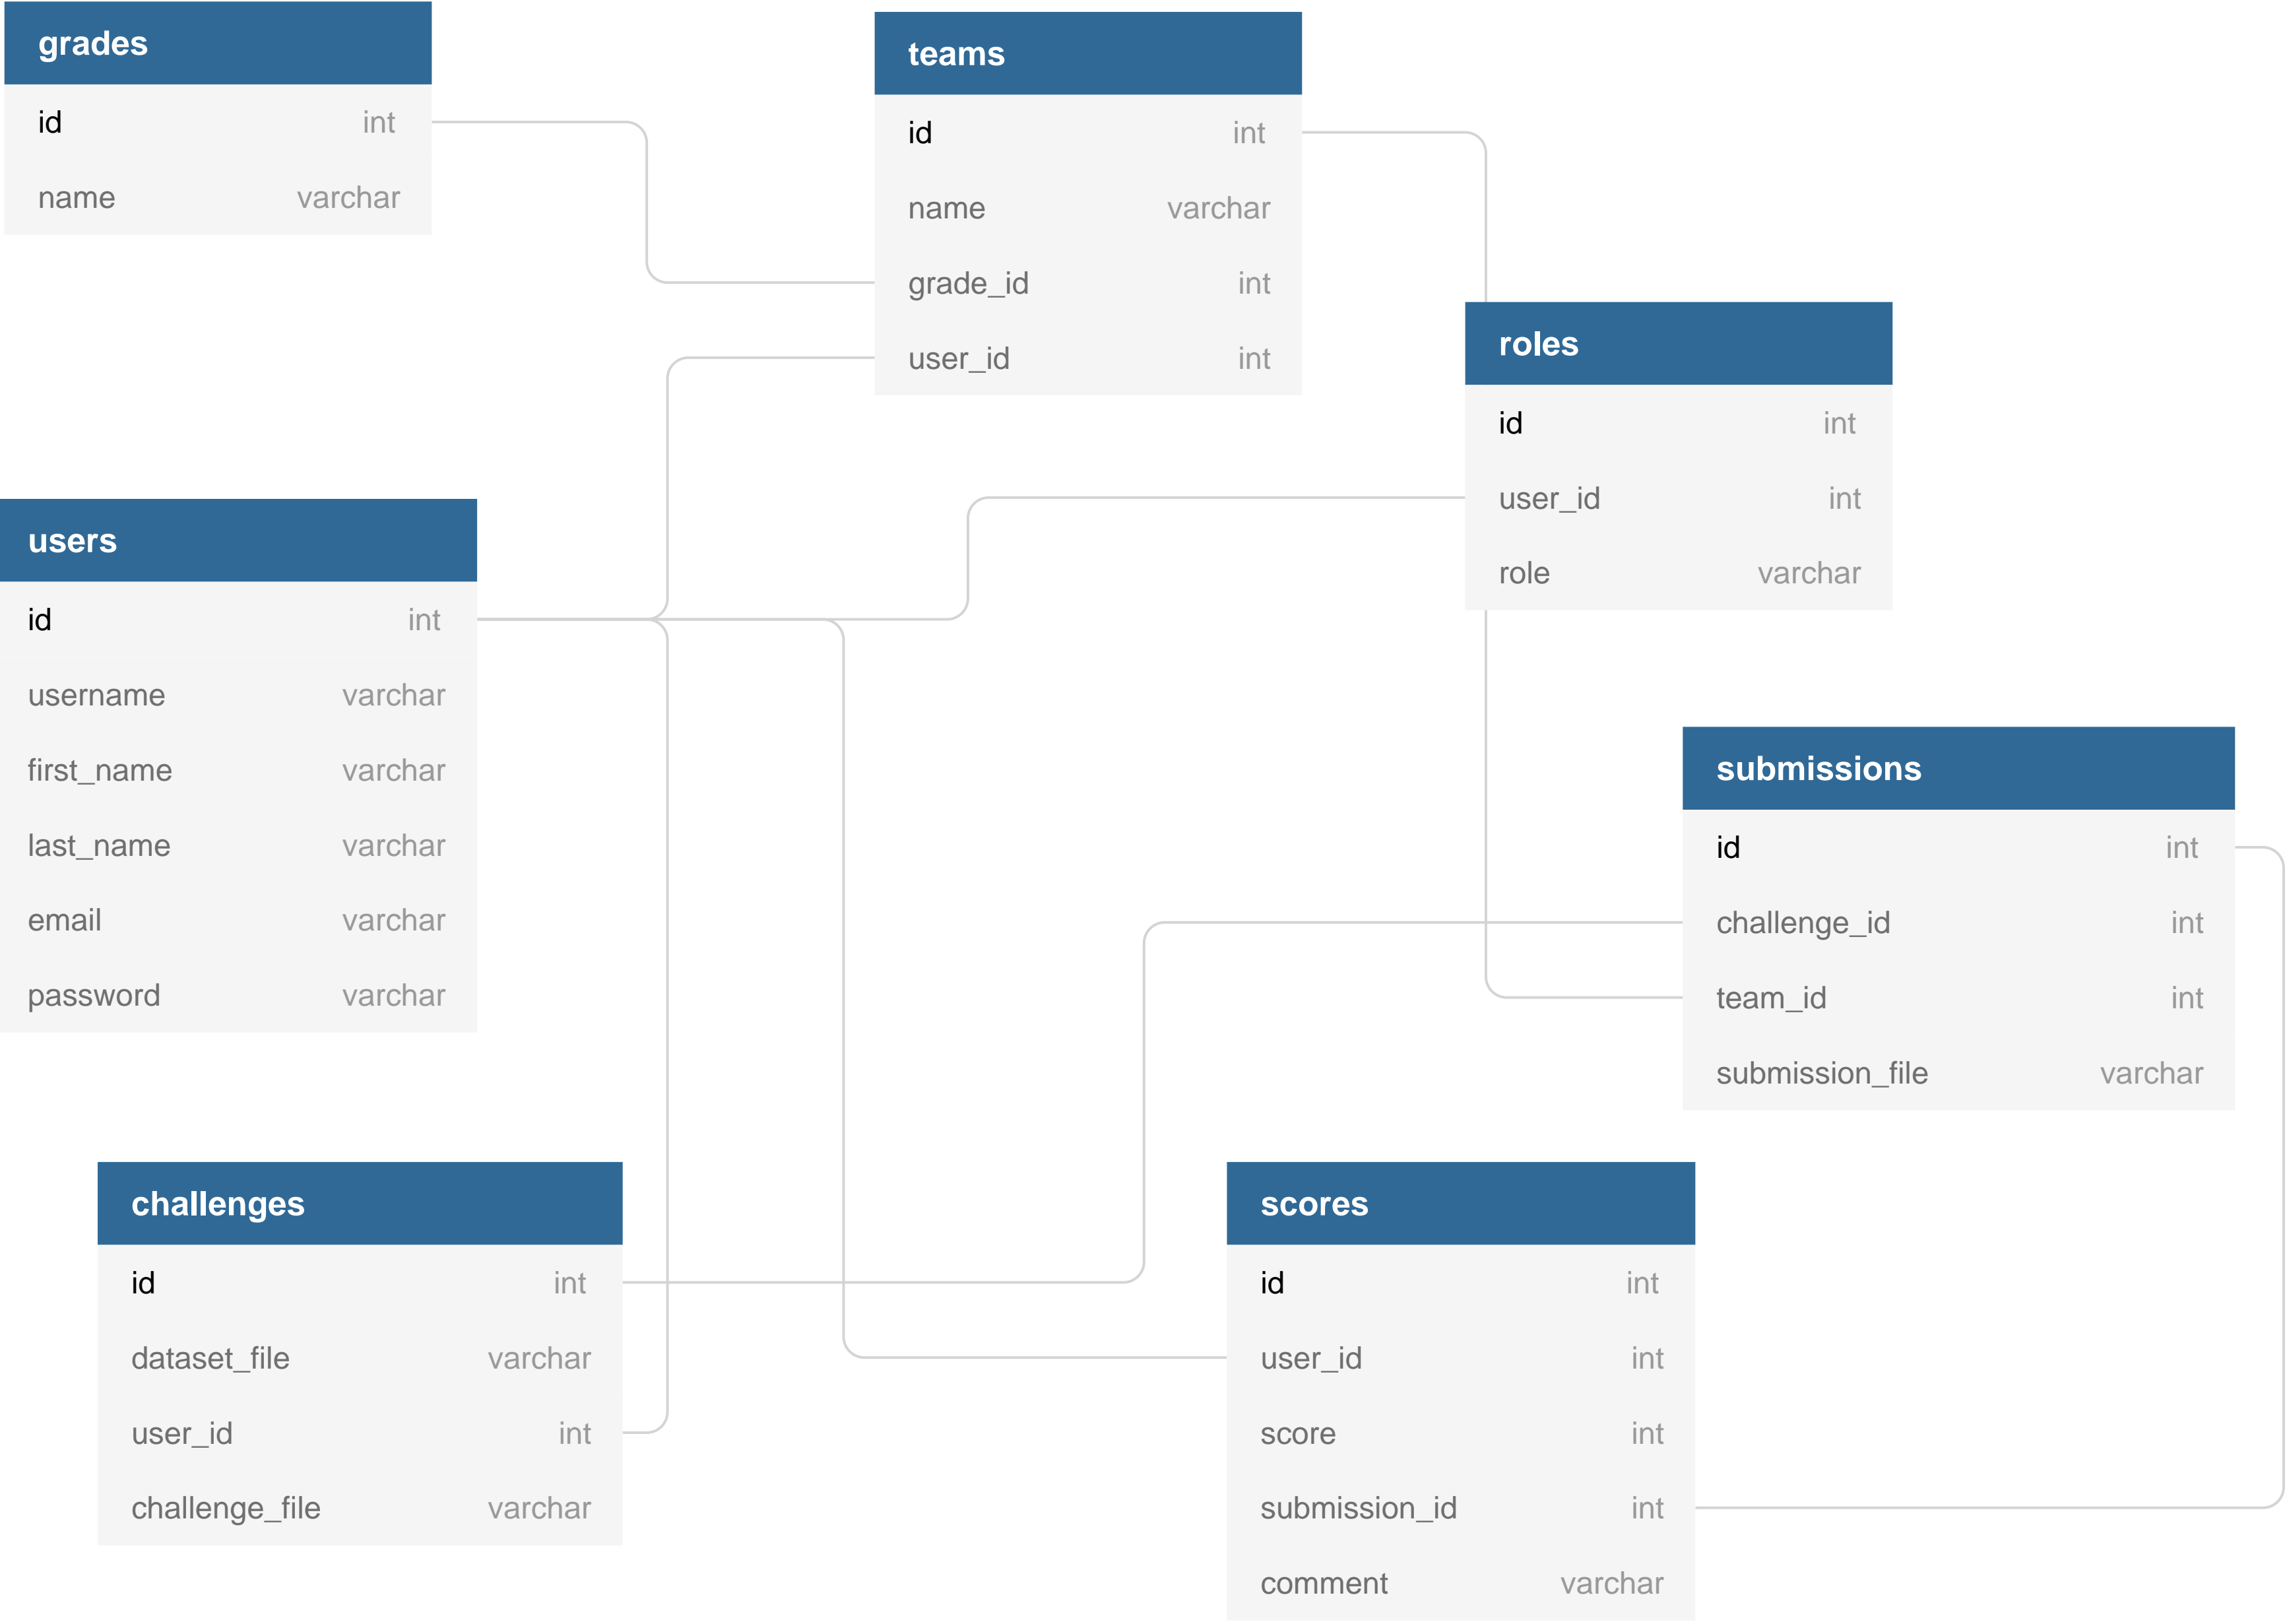 grades
id int
name varchar
teams
id int
name varchar
grade_id int
user_id int
roles
id int
user_id int
role varchar
users
id int
username varchar
first_name varchar
last_name varchar
email varchar
password varchar
submissions
id int
challenge_id int
team_id int
submission_file varchar
challenges
id int
dataset_file varchar
user_id int
challenge_file varchar
scores
id int
user_id int
score int
submission_id int
comment varchar